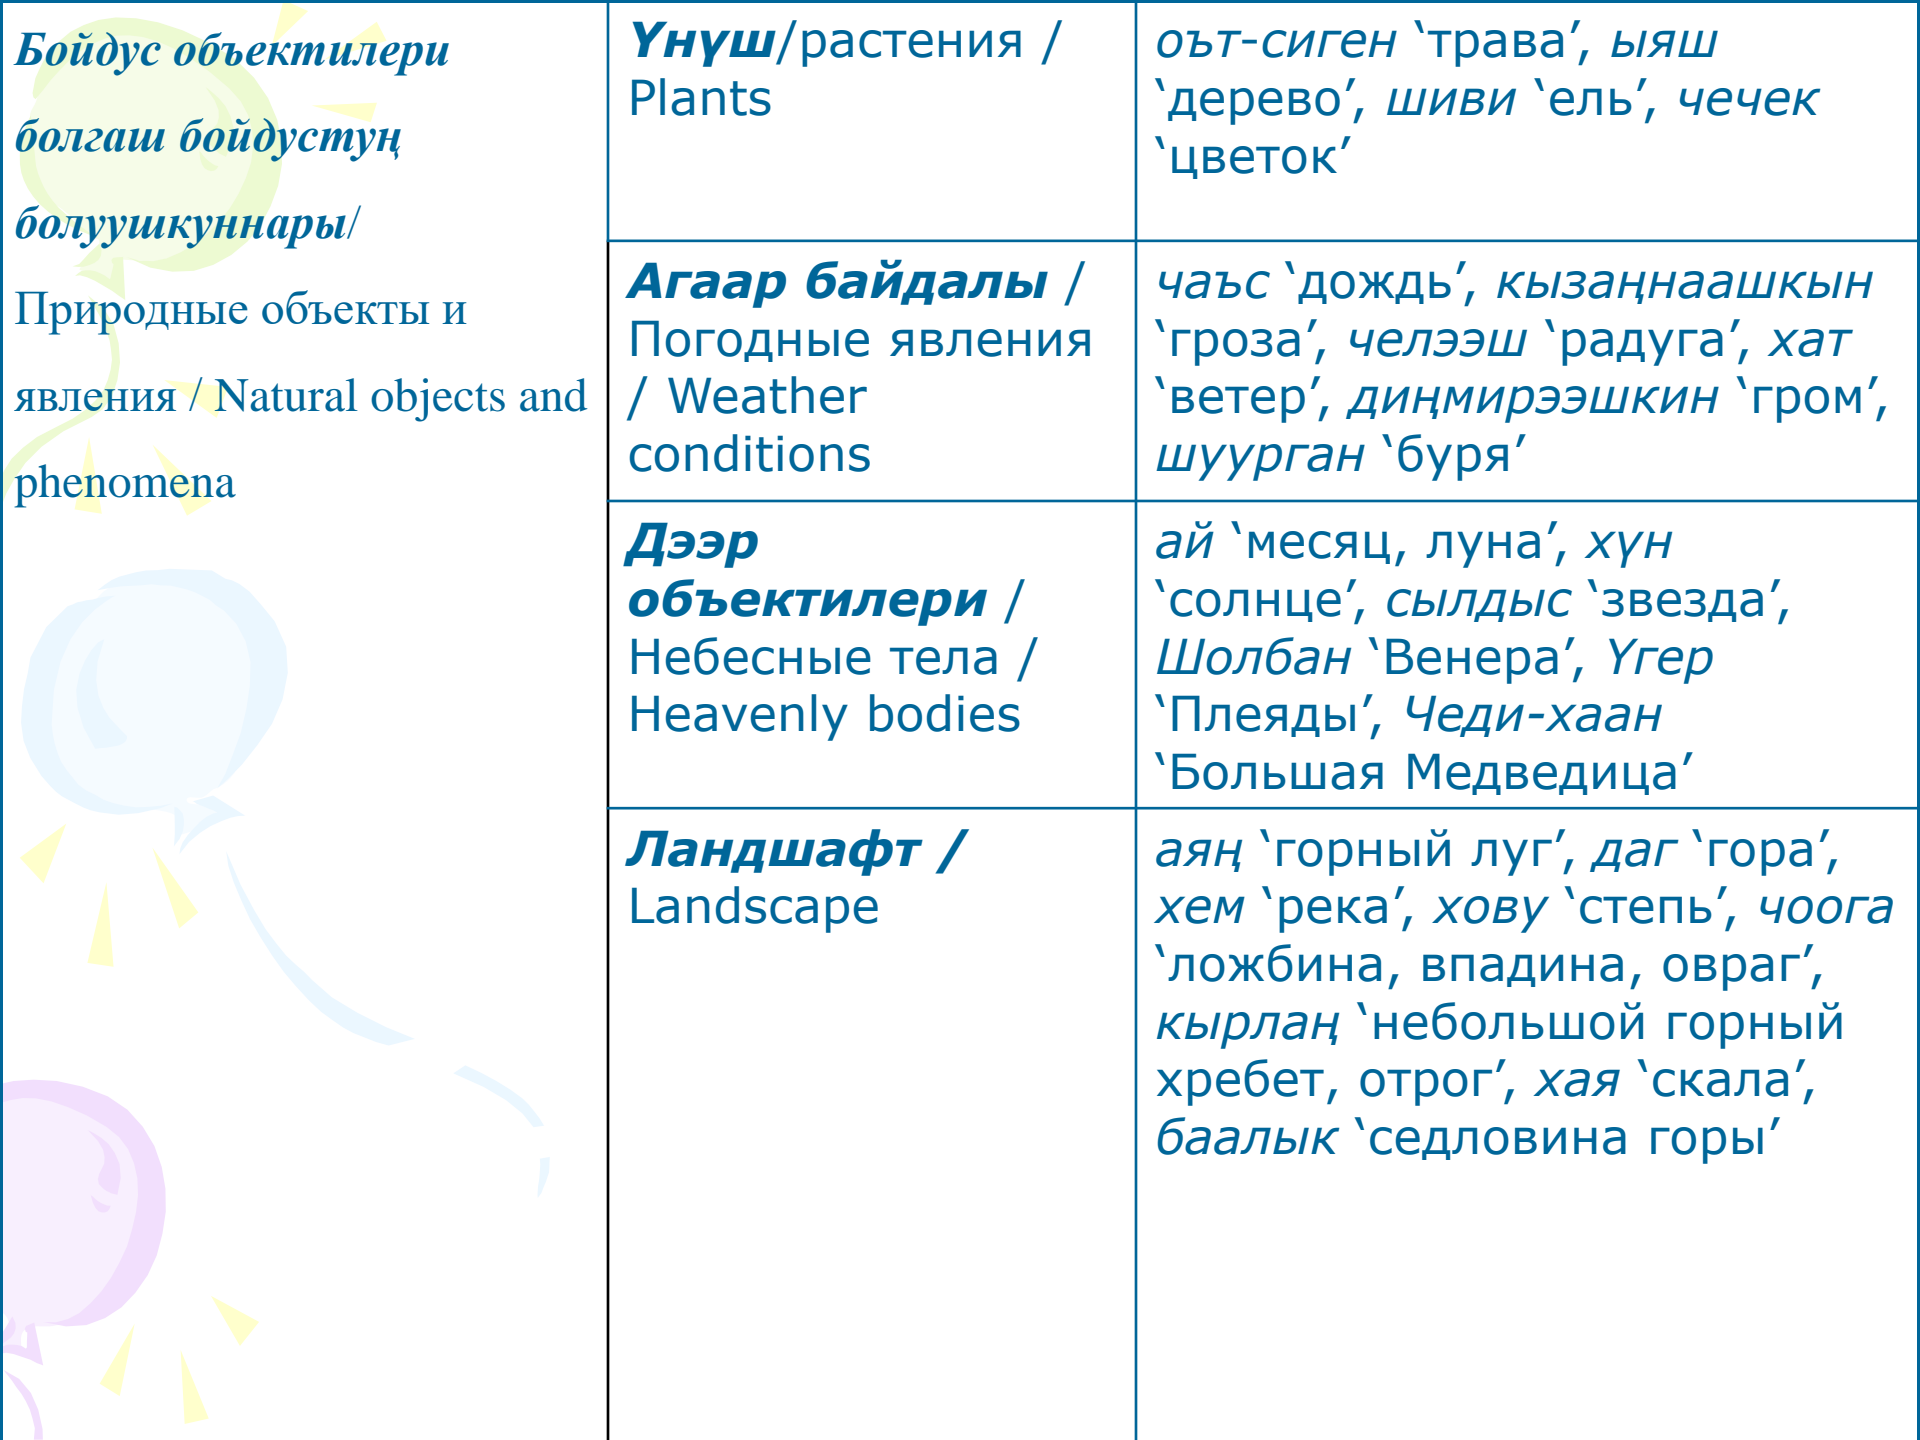 Бойдус объектилери
болгаш бойдустуң
болуушкуннары/
Природные объекты и
явления / Natural objects and
phenomena
Үнүш/растения /
Plants
оът-сиген ‘трава’, ыяш
‘дерево’, шиви ‘ель’, чечек
‘цветок’
Агаар байдалы /
Погодные явления
/ Weather
conditions
чаъс ‘дождь’, кызаңнаашкын
‘гроза’, челээш ‘радуга’, хат
‘ветер’, диңмирээшкин ‘гром’,
шуурган ‘буря’
Дээр
объектилери /
Небесные тела /
Heavenly bodies
ай ‘месяц, луна’, хүн
‘солнце’, сылдыс ‘звезда’,
Шолбан ‘Венера’, Үгер
‘Плеяды’, Чеди-хаан
‘Большая Медведица’
Ландшафт /
Landscape
аяң ‘горный луг’, даг ‘гора’,
хем ‘река’, хову ‘степь’, чоога
‘ложбина, впадина, овраг’,
кырлаң ‘небольшой горный
хребет, отрог’, хая ‘скала’,
баалык ‘седловина горы’